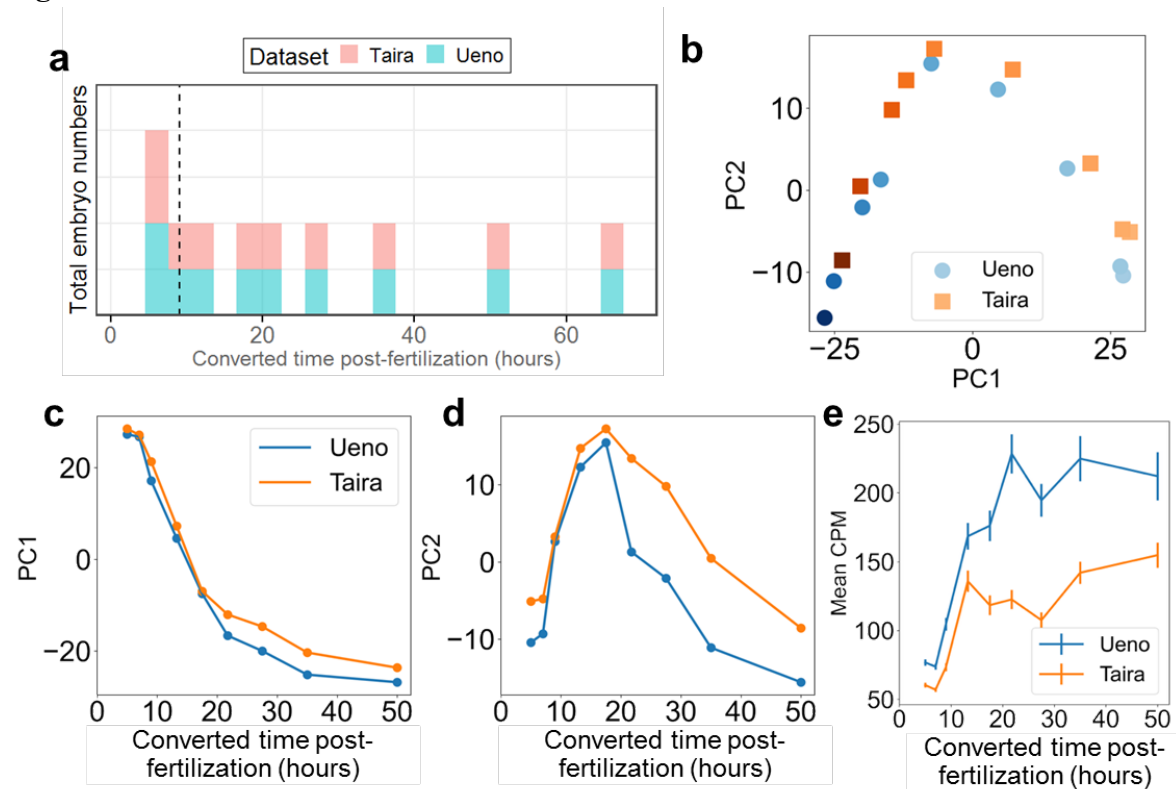 a
Dataset Taira Ueno
Total embryo numbers
0 20 40 60
Converted time post-fertilization (hours)
b
PC2
10
0
−10
Ueno
Taira
−25 0 25
PC1
c
PC1
20
0
−20
Ueno
Taira
0 10 20 30 40 50
Converted time post-
fertilization (hours)
d
PC2
10
0
−10
0 10 20 30 40 50
Converted time post-
fertilization (hours)
e
Mean CPM
250
200
150
100
50
Ueno
Taira
0 10 20 30 40 50
Converted time post-
fertilization (hours)